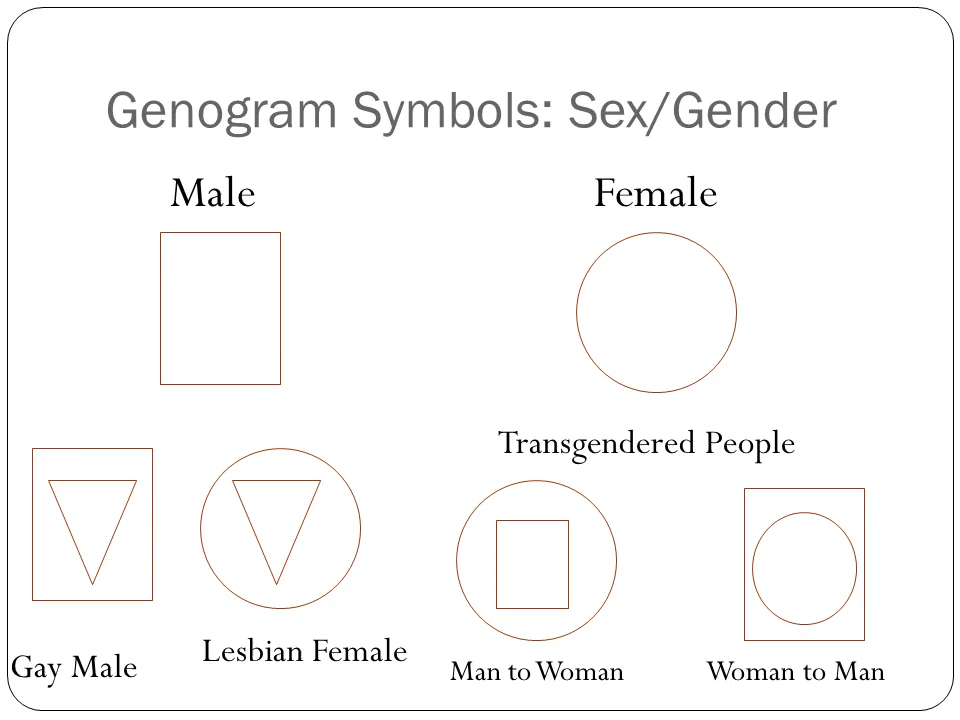 Genogram Symbols: Sex/Gender
Male
Female
Transgendered People
Gay Male
Lesbian Female
Man to Woman
Woman to Man